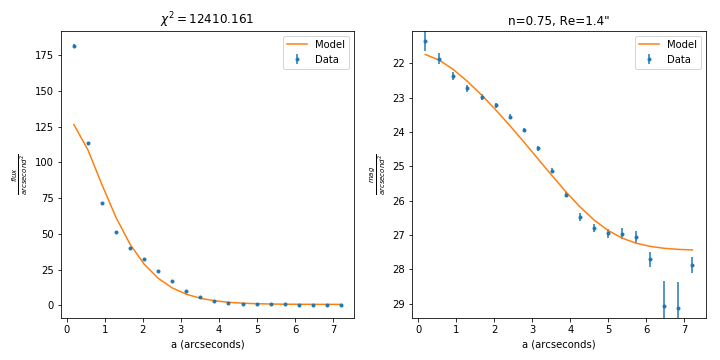 χ² = 12410.161
Model
Data
175
150
125
100
75
50
25
0
flux
arcsecond²
0 1 2 3 4 5 6 7
a (arcseconds)
n=0.75, Re=1.4"
Model
Data
22
23
24
25
26
27
28
29
mag
arcsecond²
0 1 2 3 4 5 6 7
a (arcseconds)